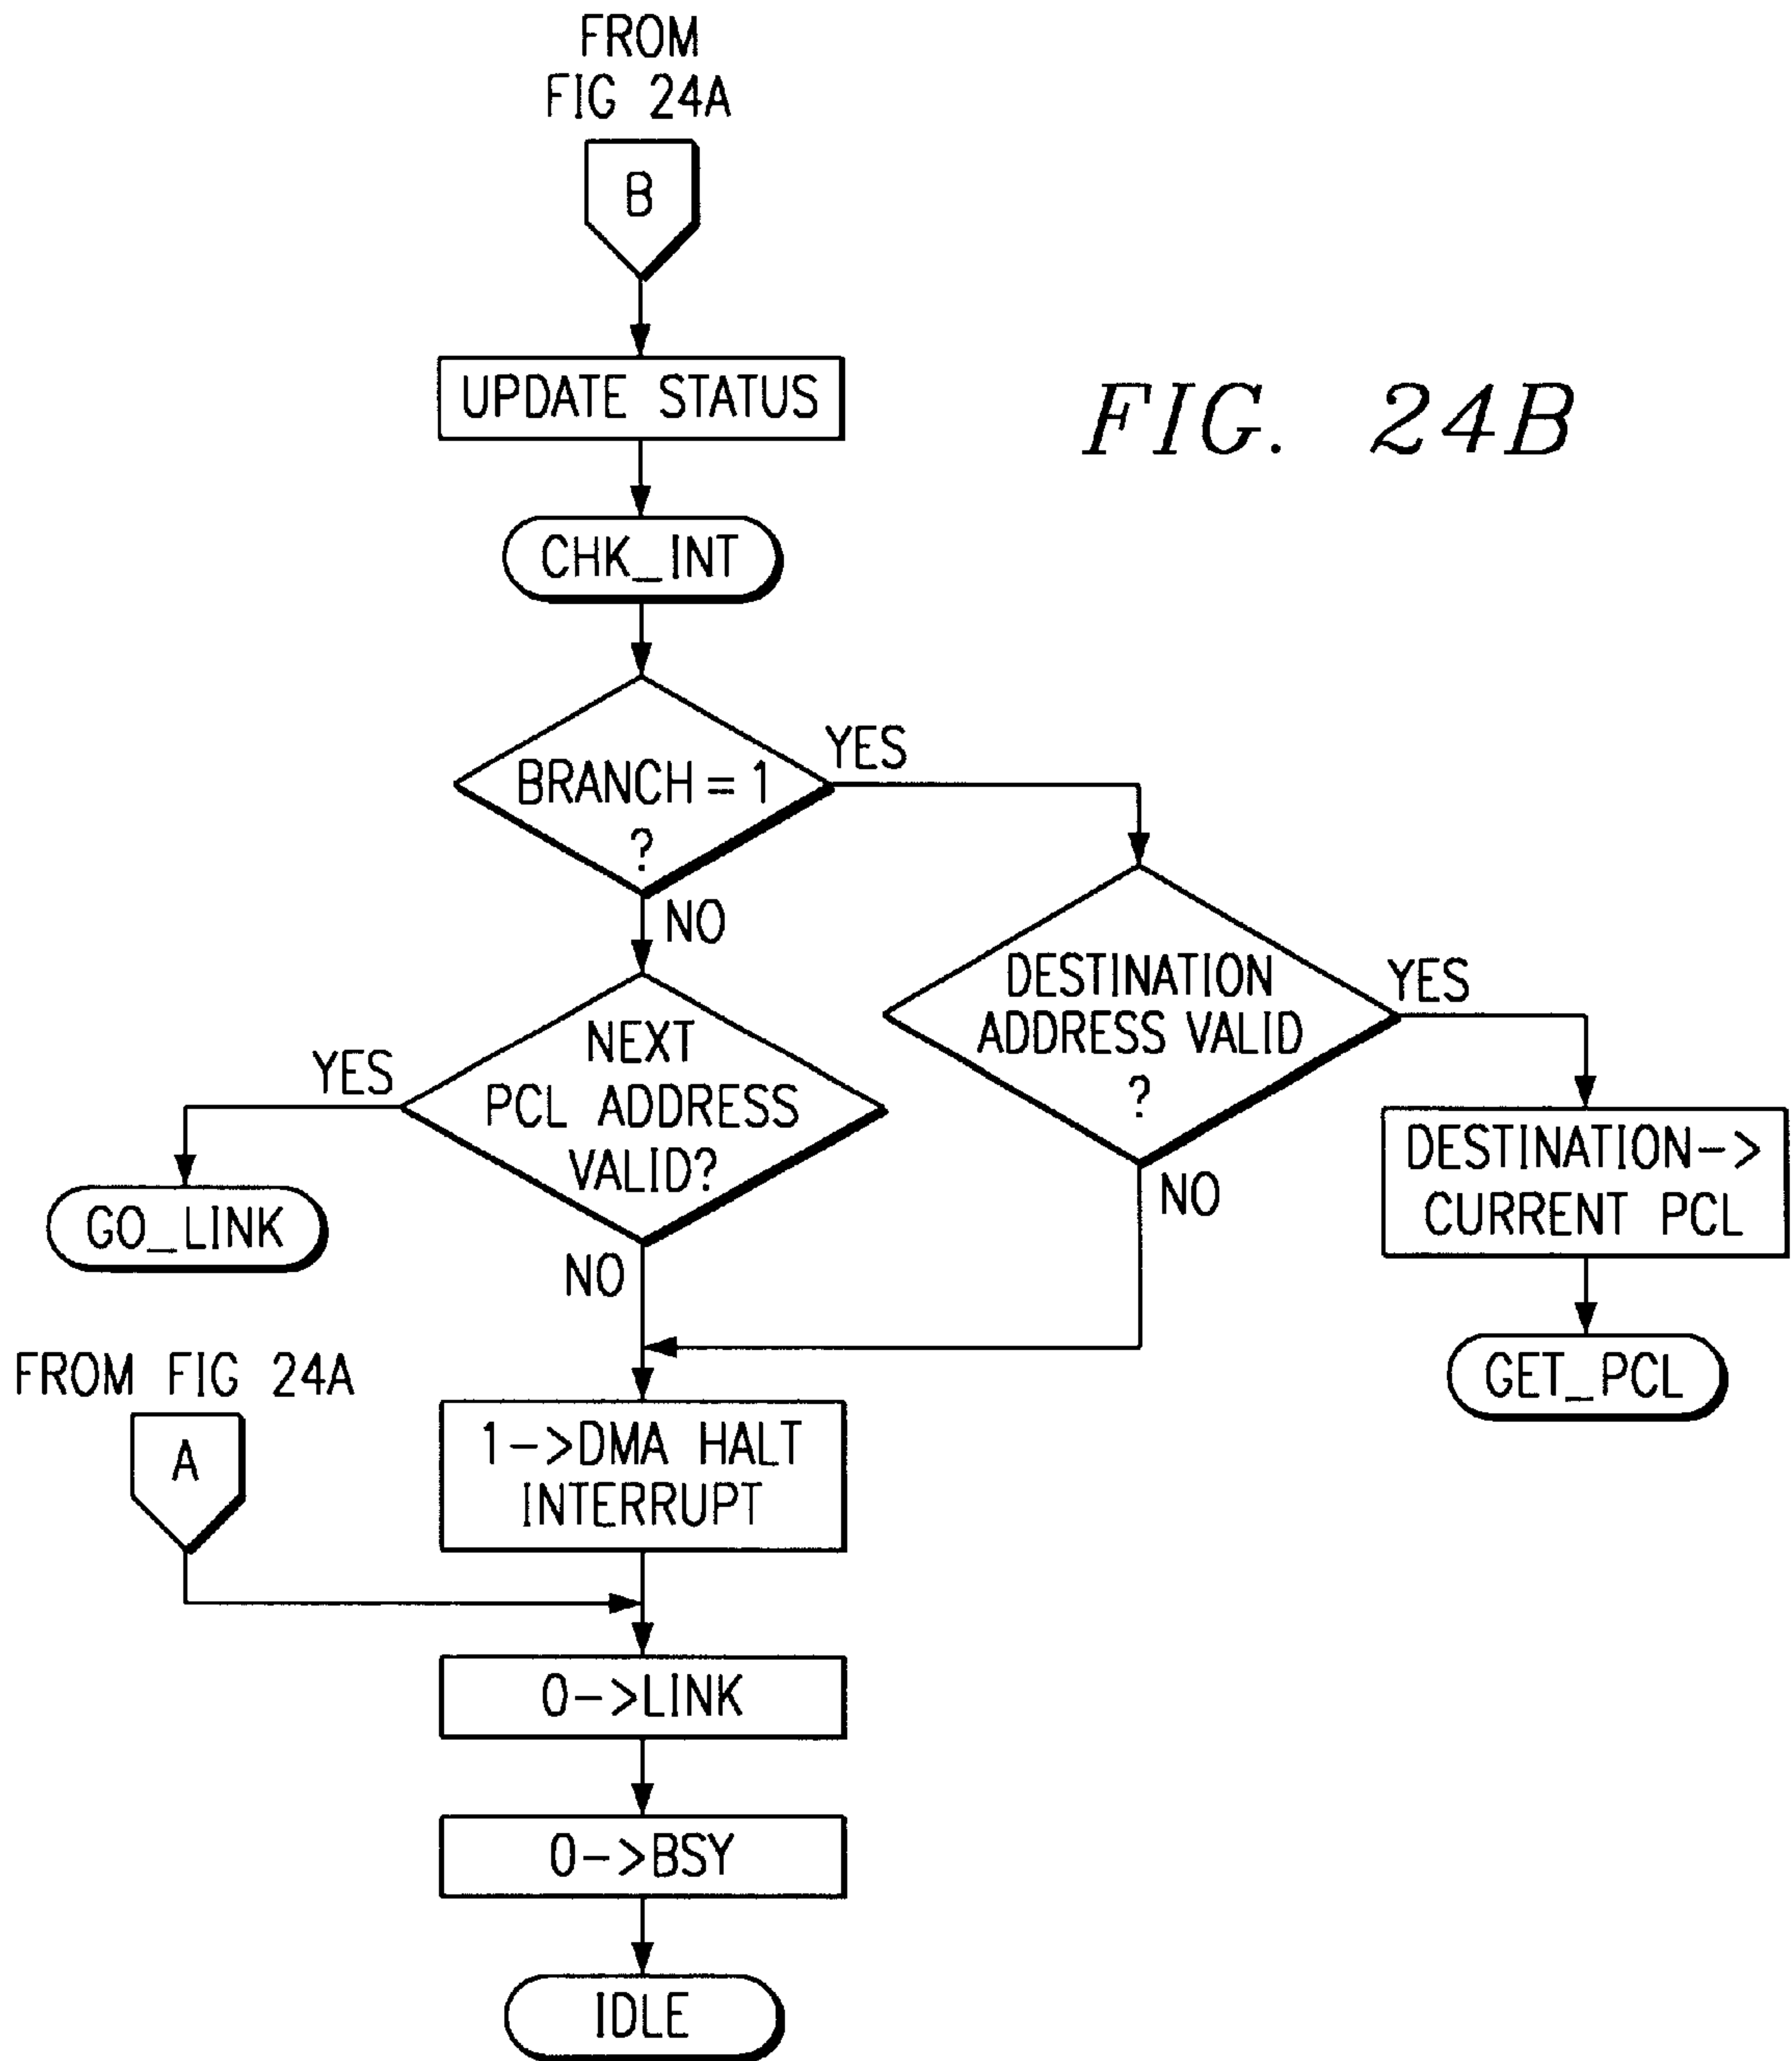 FROM
FIG 24A
B
UPDATE STATUS
FIG. 24B
CHK_INT
BRANCH = 1
?
YES
NO
DESTINATION
ADDRESS VALID
?
YES
NO
NEXT
PCL ADDRESS
VALID?
YES
NO
GO_LINK
DESTINATION->
CURRENT PCL
GET_PCL
FROM FIG 24A
A
1->DMA HALT
INTERRUPT
0->LINK
0->BSY
IDLE